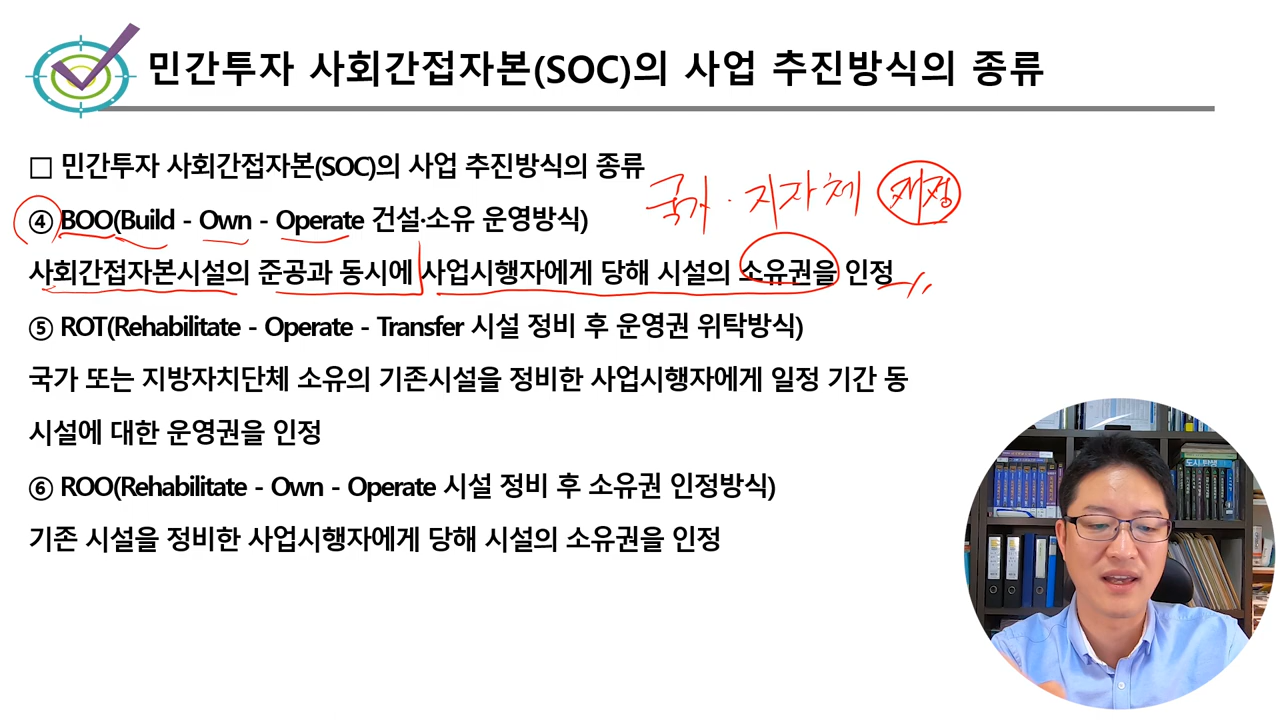 민간투자 사회간접자본(SOC)의 사업 추진방식의 종류
□ 민간투자 사회간접자본(SOC)의 사업 추진방식의 종류
국가 · 지자체 재정
④ BOO(Build - Own - Operate 건설·소유 운영방식)
사회간접자본시설의 준공과 동시에 사업시행자에게 당해 시설의 소유권을 인정
⑤ ROT(Rehabilitate - Operate - Transfer 시설 정비 후 운영권 위탁방식)
국가 또는 지방자치단체 소유의 기존시설을 정비한 사업시행자에게 일정 기간 동
시설에 대한 운영권을 인정
⑥ ROO(Rehabilitate - Own - Operate 시설 정비 후 소유권 인정방식)
기존 시설을 정비한 사업시행자에게 당해 시설의 소유권을 인정